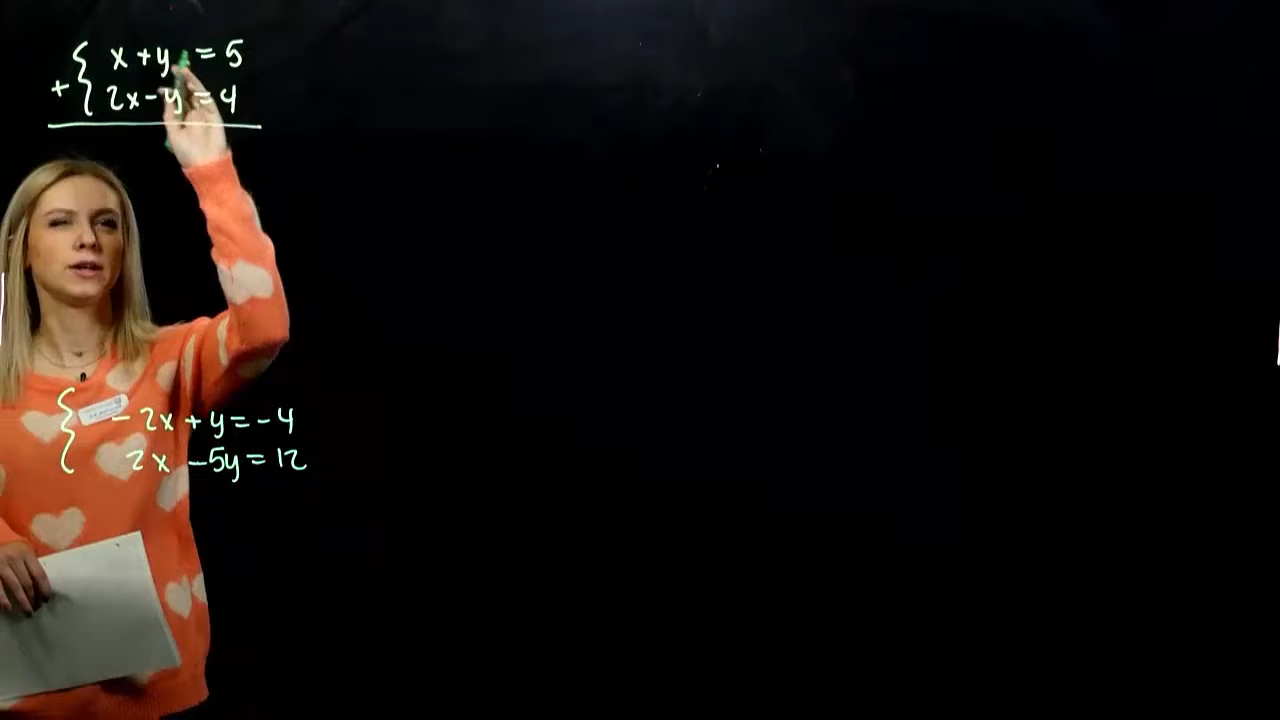 x + y = 5
+ 2x - y = 4
- 2x + y = - 4
2x - 5y = 12